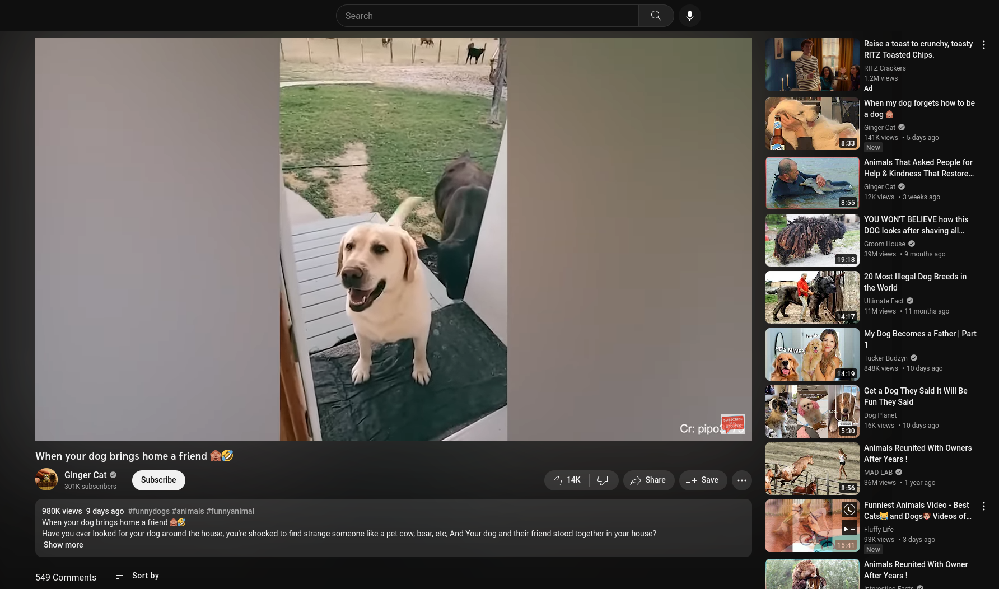 Search
Cr: pipo3
SUBSCRIBE
FOR
UPDATES
When your dog brings home a friend 🙈🤣
Ginger Cat
301K subscribers
Subscribe
14K
Share
Save
980K views 9 days ago #funnydogs #animals #funnyanimal
When your dog brings home a friend 🙈🤣
Have you ever looked for your dog around the house, you're shocked to find strange someone like a pet cow, bear, etc, And Your dog and their friend stood together in your house?
Show more
549 Comments
Sort by
Raise a toast to crunchy, toasty
RITZ Toasted Chips.
RITZ Crackers
1.2M views
Ad
8:33
When my dog forgets how to be
a dog 🙈
Ginger Cat
141K views • 5 days ago
New
8:55
Animals That Asked People for
Help & Kindness That Restore...
Ginger Cat
12K views • 3 weeks ago
19:18
YOU WON'T BELIEVE how this
DOG looks after shaving all...
Groom House
39M views • 9 months ago
14:17
20 Most Illegal Dog Breeds in
the World
Ultimate Fact
11M views • 11 months ago
henlo
HE'S MINE?!
14:19
My Dog Becomes a Father | Part
1
Tucker Budzyn
848K views • 10 days ago
5:30
Get a Dog They Said It Will Be
Fun They Said
Dog Planet
16K views • 10 days ago
8:56
Animals Reunited With Owners
After Years !
MAD LAB
36M views • 1 year ago
15:41
Funniest Animals Video - Best
Cats😹 and Dogs🐶 Videos of...
Fluffy Life
93K views • 3 days ago
New
Animals Reunited With Owner
After Years !
Interesting Facts